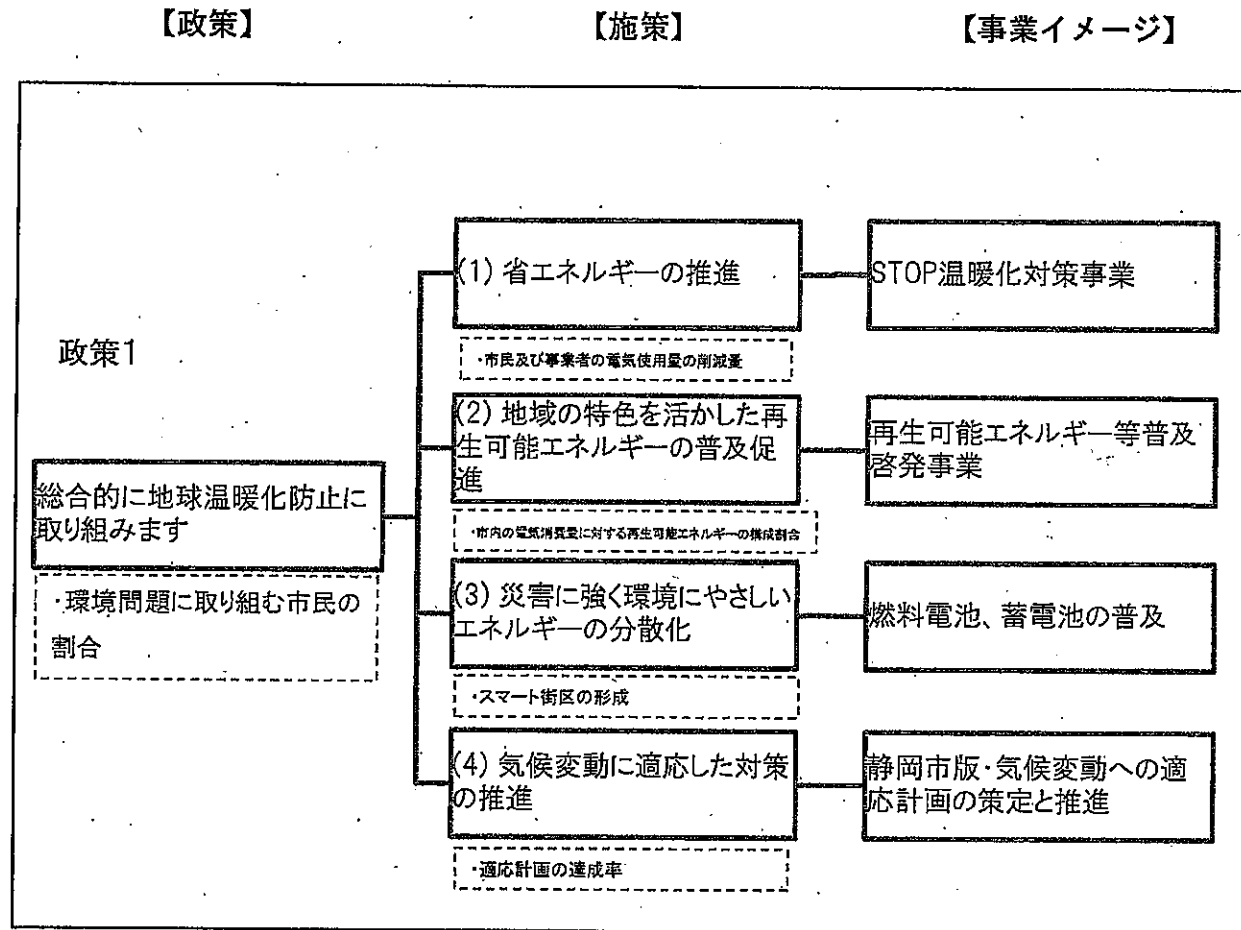 【政策】
【施策】
【事業イメージ】
政策1
総合的に地球温暖化防止に
取り組みます
・環境問題に取り組む市民の
割合
(1) 省エネルギーの推進
・市民及び事業者の電気使用量の削減量
STOP温暖化対策事業
(2) 地域の特色を活かした再
生可能エネルギーの普及促
進
・市内の電気消費量に対する再生可能エネルギーの構成割合
再生可能エネルギー等普及
啓発事業
(3) 災害に強く環境にやさしい
エネルギーの分散化
・スマート街区の形成
燃料電池、蓄電池の普及
(4) 気候変動に適応した対策
の推進
・適応計画の達成率
静岡市版・気候変動への適
応計画の策定と推進